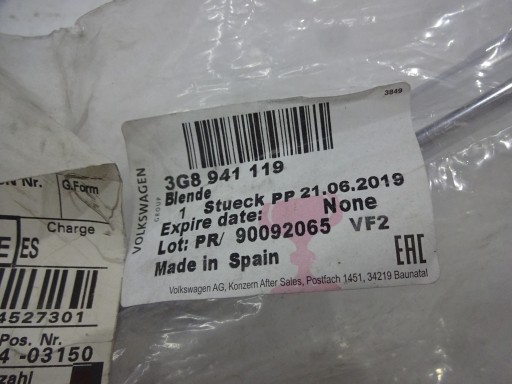 3849
VOLKSWAGEN
GROUP
3G8 941 119
Blende
1 Stueck PP 21.06.2019
Expire date: None
Lot: PR/ 90092065 VF2
Made in Spain
EAC
Volkswagen AG, Konzern After Sales, Postfach 1451, 34219 Baunatal
Nr.
G.Form
Charge
ES
4527301
Pos. Nr.
4 -03150
zahl